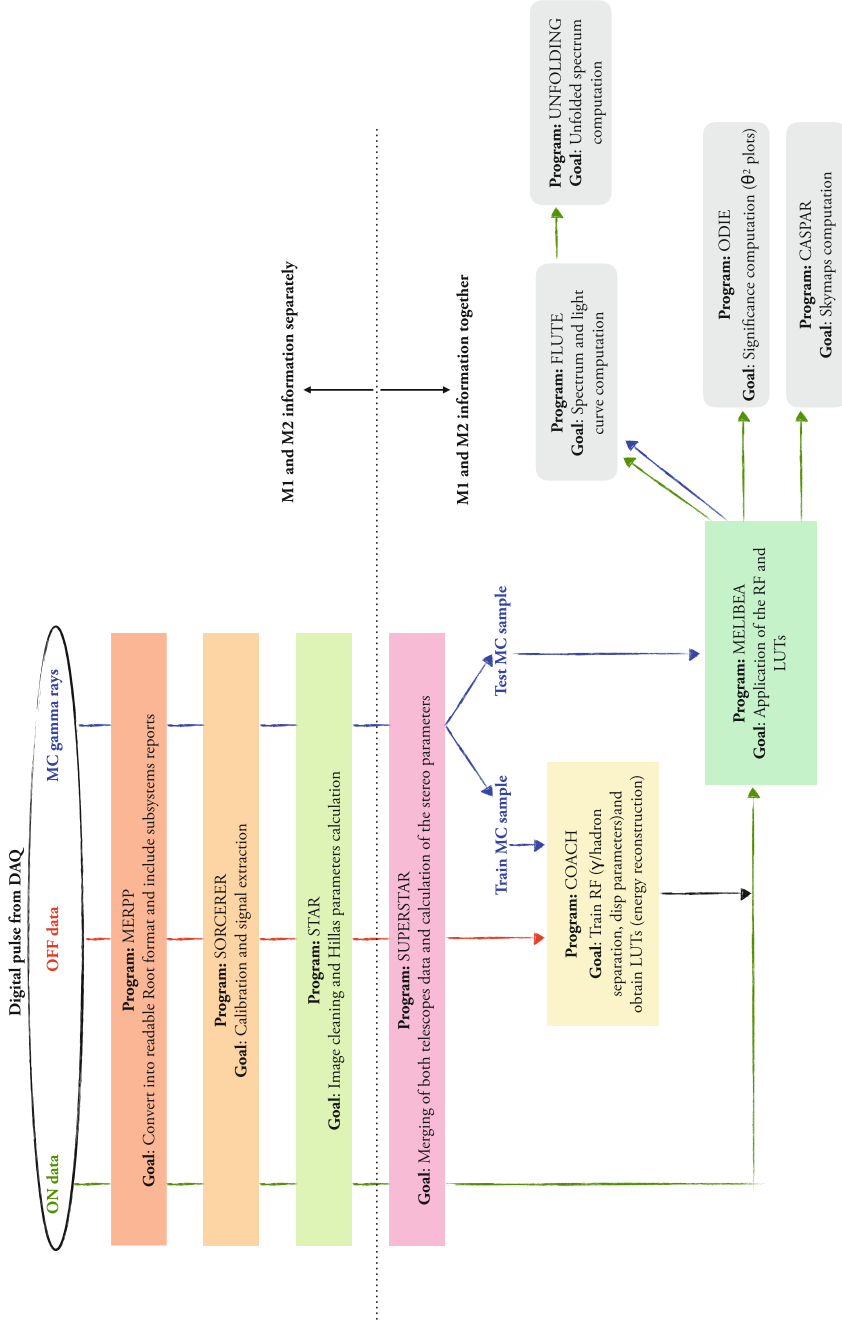 Digital pulse from DAQ
ON data
OFF data
MC gamma rays
Program: MERPP
Goal: Convert into readable Root format and include subsystems reports
Program: SORCERER
Goal: Calibration and signal extraction
Program: STAR
Goal: Image cleaning and Hillas parameters calculation
M1 and M2 information separately
M1 and M2 information together
Program: SUPERSTAR
Goal: Merging of both telescopes data and calculation of the stereo parameters
Train MC sample
Test MC sample
Program: COACH
Goal: Train RF (γ/hadron
separation, disp parameters)and
obtain LUTs (energy reconstruction)
Program: MELIBEA
Goal: Application of the RF and
LUTs
Program: FLUTE
Goal: Spectrum and light
curve computation
Program: UNFOLDING
Goal: Unfolded spectrum
computation
Program: ODIE
Goal: Significance computation (θ² plots)
Program: CASPAR
Goal: Skymaps computation